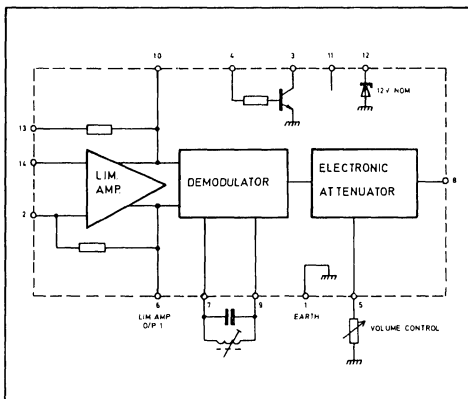 10
4
3
11
12
12V NOM
13
14
LIM.
AMP.
DEMODULATOR
ELECTRONIC
ATTENUATOR
8
2
6
7
9
1
5
LIM AMP
O/P 1
EARTH
VOLUME CONTROL